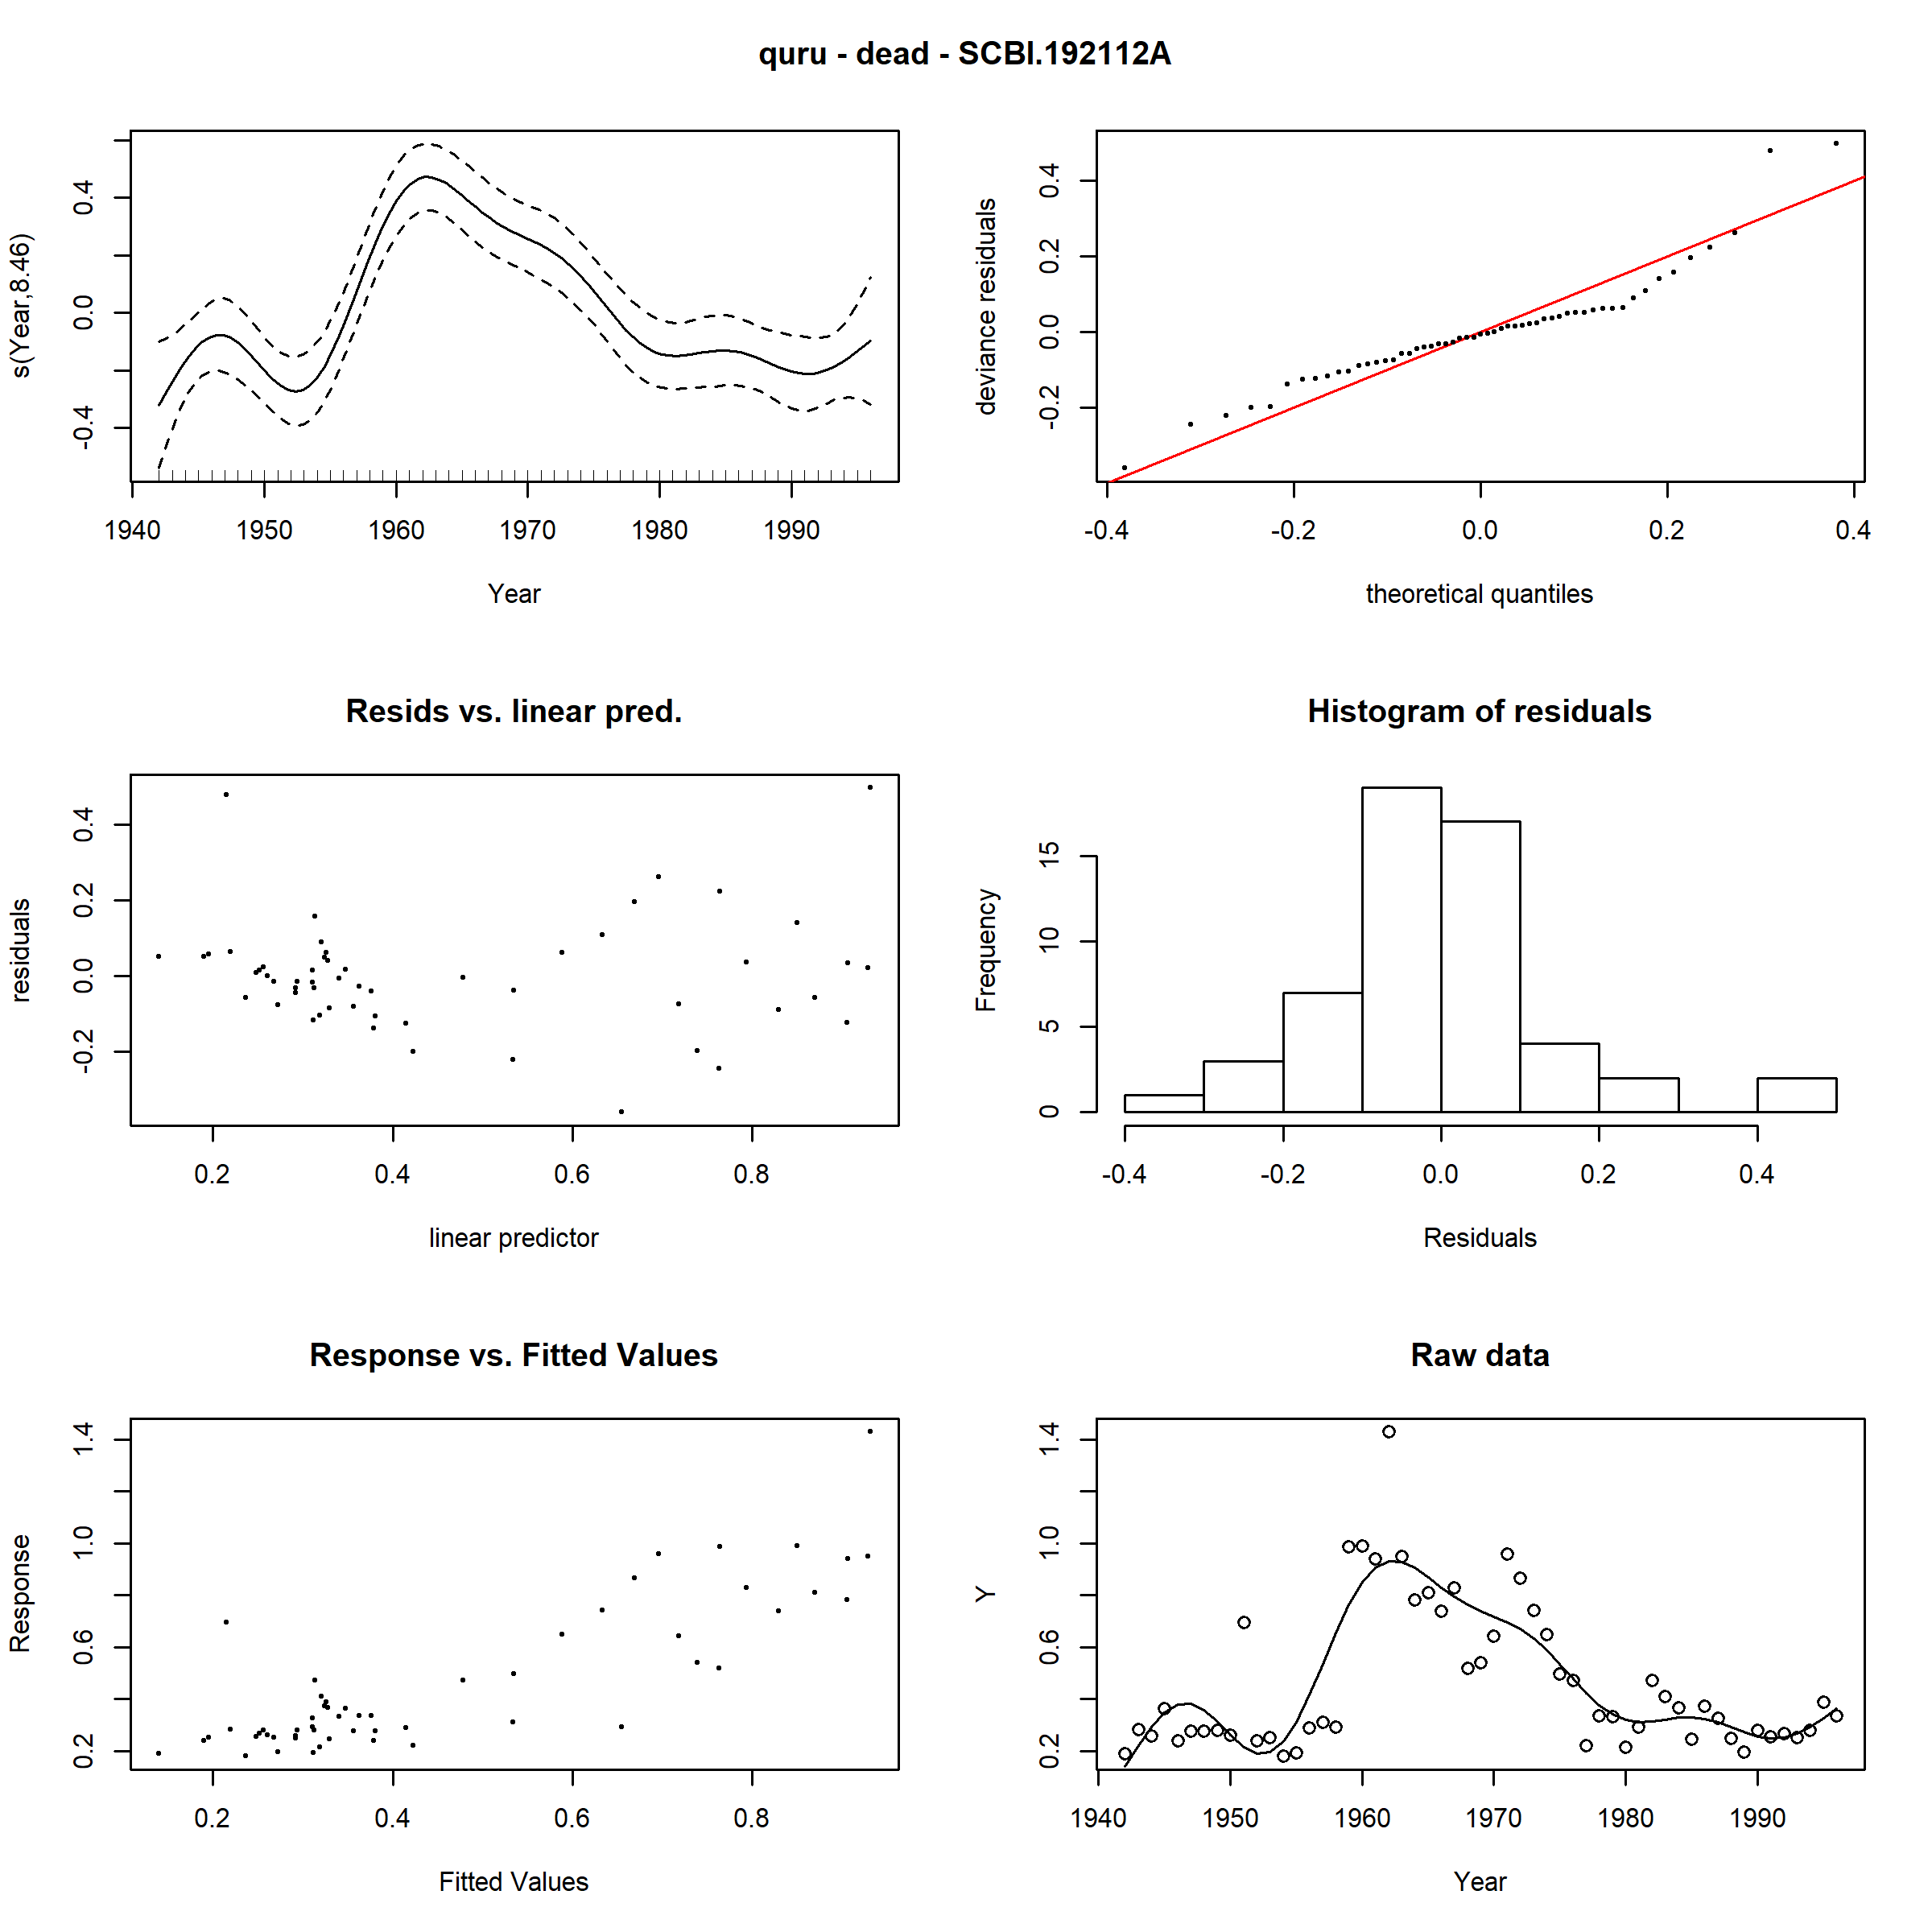 quru - dead - SCBI.192112A
s(Year,8.46)
-0.4 0.0 0.4
1940 1950 1960 1970 1980 1990
Year
deviance residuals
-0.2 0.0 0.2 0.4
-0.4 -0.2 0.0 0.2 0.4
theoretical quantiles
Resids vs. linear pred.
residuals
-0.2 0.0 0.2 0.4
0.2 0.4 0.6 0.8
linear predictor
Histogram of residuals
Frequency
0 5 10 15
-0.4 -0.2 0.0 0.2 0.4
Residuals
Response vs. Fitted Values
Response
0.2 0.6 1.0 1.4
0.2 0.4 0.6 0.8
Fitted Values
Raw data
Y
0.2 0.6 1.0 1.4
1940 1950 1960 1970 1980 1990
Year